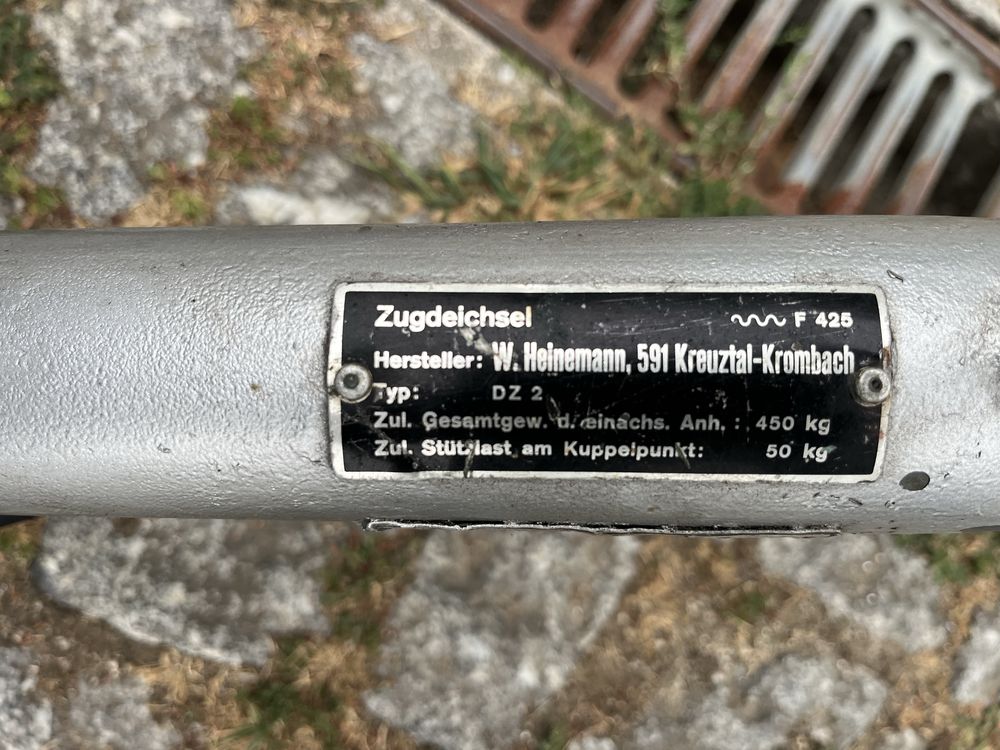 Zugdeichsel F 425
Hersteller: W. Heinemann, 591 Kreuztal-Krombach
Typ: DZ 2
Zul. Gesamtgew. d. einachs. Anh. : 450 kg
Zul. Stützlast am Kuppelpunkt: 50 kg